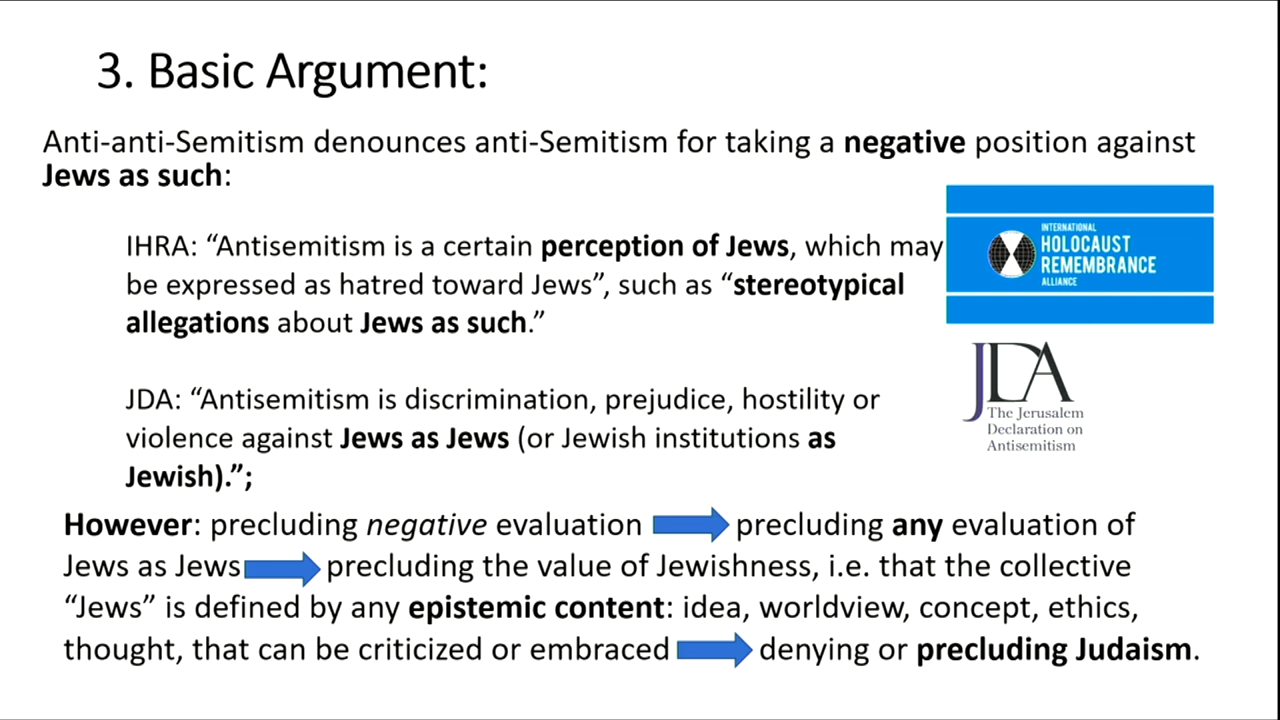 3. Basic Argument:
Anti-anti-Semitism denounces anti-Semitism for taking a negative position against
Jews as such:
IHRA: “Antisemitism is a certain perception of Jews, which may
be expressed as hatred toward Jews”, such as “stereotypical
allegations about Jews as such.”
INTERNATIONAL
HOLOCAUST
REMEMBRANCE
ALLIANCE
JDA: “Antisemitism is discrimination, prejudice, hostility or
violence against Jews as Jews (or Jewish institutions as
Jewish).”;
JDA
The Jerusalem
Declaration on
Antisemitism
However: precluding negative evaluation precluding any evaluation of
Jews as Jews precluding the value of Jewishness, i.e. that the collective
“Jews” is defined by any epistemic content: idea, worldview, concept, ethics,
thought, that can be criticized or embraced denying or precluding Judaism.